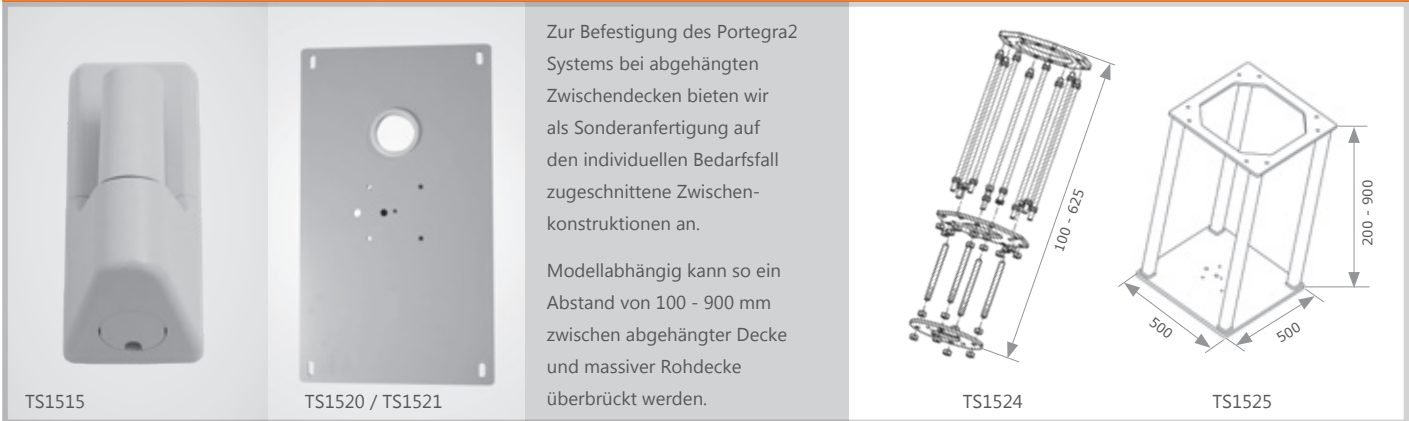 TS1515
TS1520 / TS1521
Zur Befestigung des Portegra2
Systems bei abgehängten
Zwischendecken bieten wir
als Sonderanfertigung auf
den individuellen Bedarfsfall
zugeschnittene Zwischen-
konstruktionen an.
Modellabhängig kann so ein
Abstand von 100 - 900 mm
zwischen abgehängter Decke
und massiver Rohdecke
überbrückt werden.
100 - 625
TS1524
200 - 900
500
500
TS1525